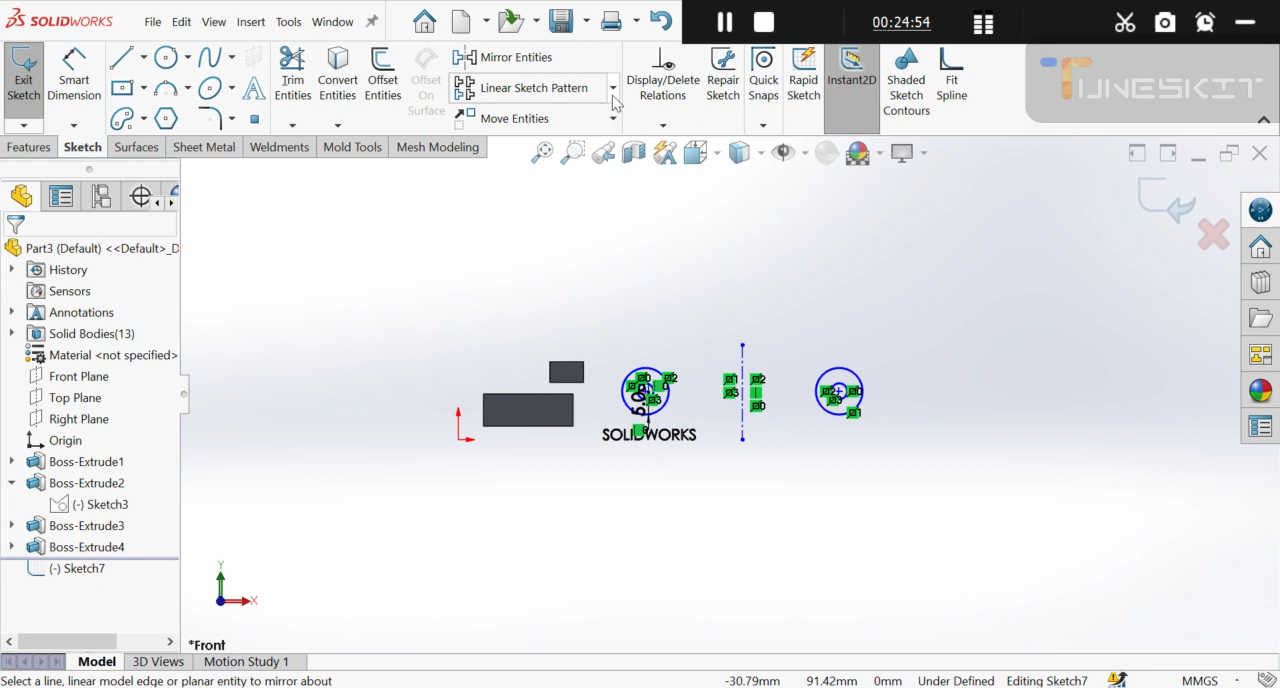 SOLIDWORKS File Edit View Insert Tools Window
00:24:54
TUNESKIT
Exit Sketch
Smart Dimension
Trim Entities
Convert Entities
Offset Entities
Offset On Surface
Mirror Entities
Linear Sketch Pattern
Move Entities
Display/Delete Relations
Repair Sketch
Quick Snaps
Rapid Sketch
Instant2D
Shaded Sketch Contours
Fit Spline
Features Sketch Surfaces Sheet Metal Weldments Mold Tools Mesh Modeling
Part3 (Default) <<Default>_D
History
Sensors
Annotations
Solid Bodies(13)
Material <not specified>
Front Plane
Top Plane
Right Plane
Origin
Boss-Extrude1
Boss-Extrude2
(-) Sketch3
Boss-Extrude3
Boss-Extrude4
(-) Sketch7
SOLIDWORKS
Y
X
*Front
Model 3D Views Motion Study 1
Select a line, linear model edge or planar entity to mirror about -30.79mm 91.42mm 0mm Under Defined Editing Sketch7 MMGS